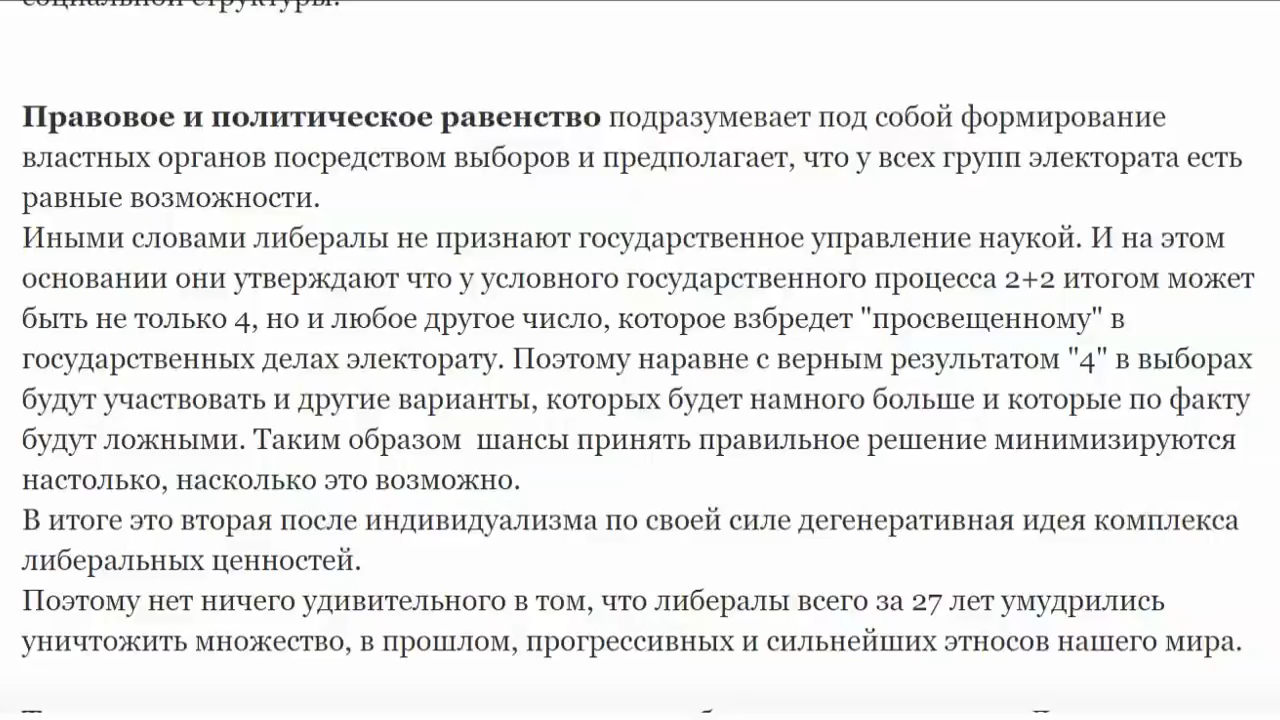 социальной структуры.
Правовое и политическое равенство подразумевает под собой формирование
властных органов посредством выборов и предполагает, что у всех групп электората есть
равные возможности.
Иными словами либералы не признают государственное управление наукой. И на этом
основании они утверждают что у условного государственного процесса 2+2 итогом может
быть не только 4, но и любое другое число, которое взбредет "просвещенному" в
государственных делах электорату. Поэтому наравне с верным результатом "4" в выборах
будут участвовать и другие варианты, которых будет намного больше и которые по факту
будут ложными. Таким образом  шансы принять правильное решение минимизируются
настолько, насколько это возможно.
В итоге это вторая после индивидуализма по своей силе дегенеративная идея комплекса
либеральных ценностей.
Поэтому нет ничего удивительного в том, что либералы всего за 27 лет умудрились
уничтожить множество, в прошлом, прогрессивных и сильнейших этносов нашего мира.